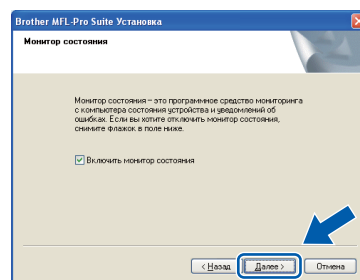 Brother MFL-Pro Suite Установка
Монитор состояния
Монитор состояния - это программное средство мониторинга
с компьютера состояния устройства и уведомлений об
ошибках. Если вы хотите отключить монитор состояния,
снимите флажок в поле ниже.
Включить монитор состояния
< Назад Далее > Отмена